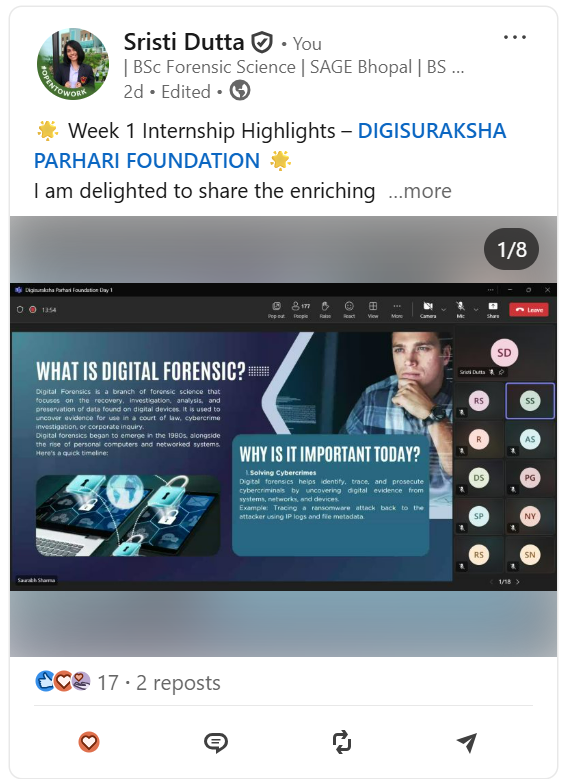 Sristi Dutta • You
| BSc Forensic Science | SAGE Bhopal | BS ...
2d • Edited •
#OPENTOWORK
🌟 Week 1 Internship Highlights – DIGISURAKSHA
PARHARI FOUNDATION 🌟
I am delighted to share the enriching ...more
1/8
Digisuraksha Parhari Foundation Day 1
13:54
Pop out
177
People
Raise
React
View
More
Camera
Mic
Share
Leave
WHAT IS DIGITAL FORENSIC?
Digital Forensics is a branch of forensic science that
focuses on the recovery, investigation, analysis, and
preservation of data found on digital devices. It is used to
uncover evidence for use in a court of law, cybercrime
investigation, or corporate inquiry.
Digital forensics began to emerge in the 1980s, alongside
the rise of personal computers and networked systems.
Here's a quick timeline:
WHY IS IT IMPORTANT TODAY?
1. Solving Cybercrimes
Digital forensics helps identify, trace, and prosecute
cybercriminals by uncovering digital evidence from
systems, networks, and devices.
Example: Tracing a ransomware attack back to the
attacker using IP logs and file metadata.
Saurabh Sharma
SD
Sristi Dutta
RS
SS
R
AS
DS
PG
SP
NY
RS
SN
1/18
17 · 2 reposts